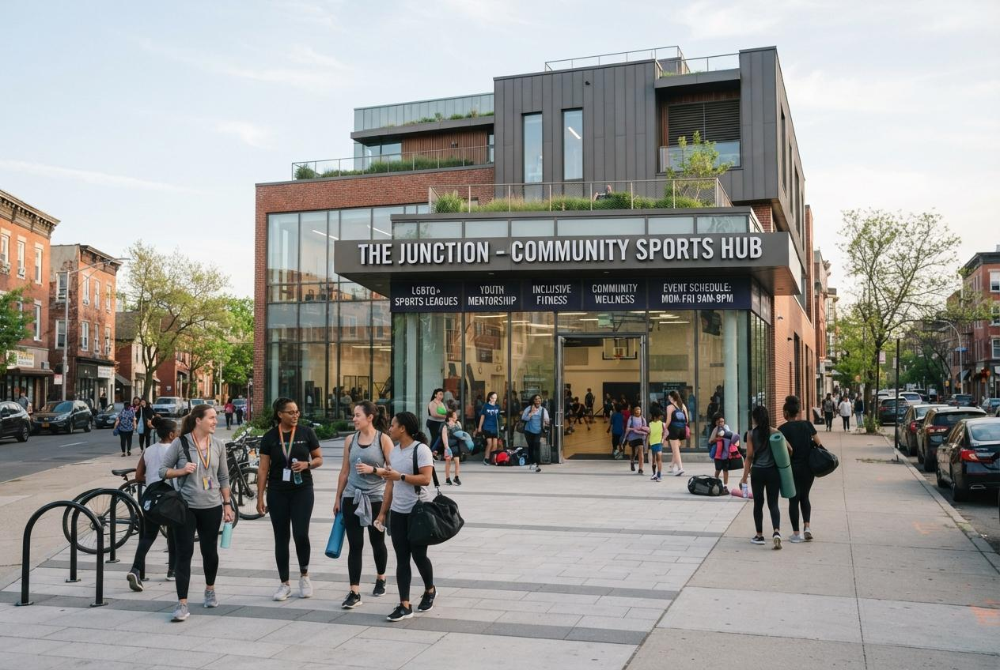 THE JUNCTION - COMMUNITY SPORTS HUB
LGBTQ+
SPORTS LEAGUES
YOUTH
MENTORSHIP
INCLUSIVE
FITNESS
COMMUNITY
WELLNESS
EVENT SCHEDULE:
MON-FRI 9AM-9PM